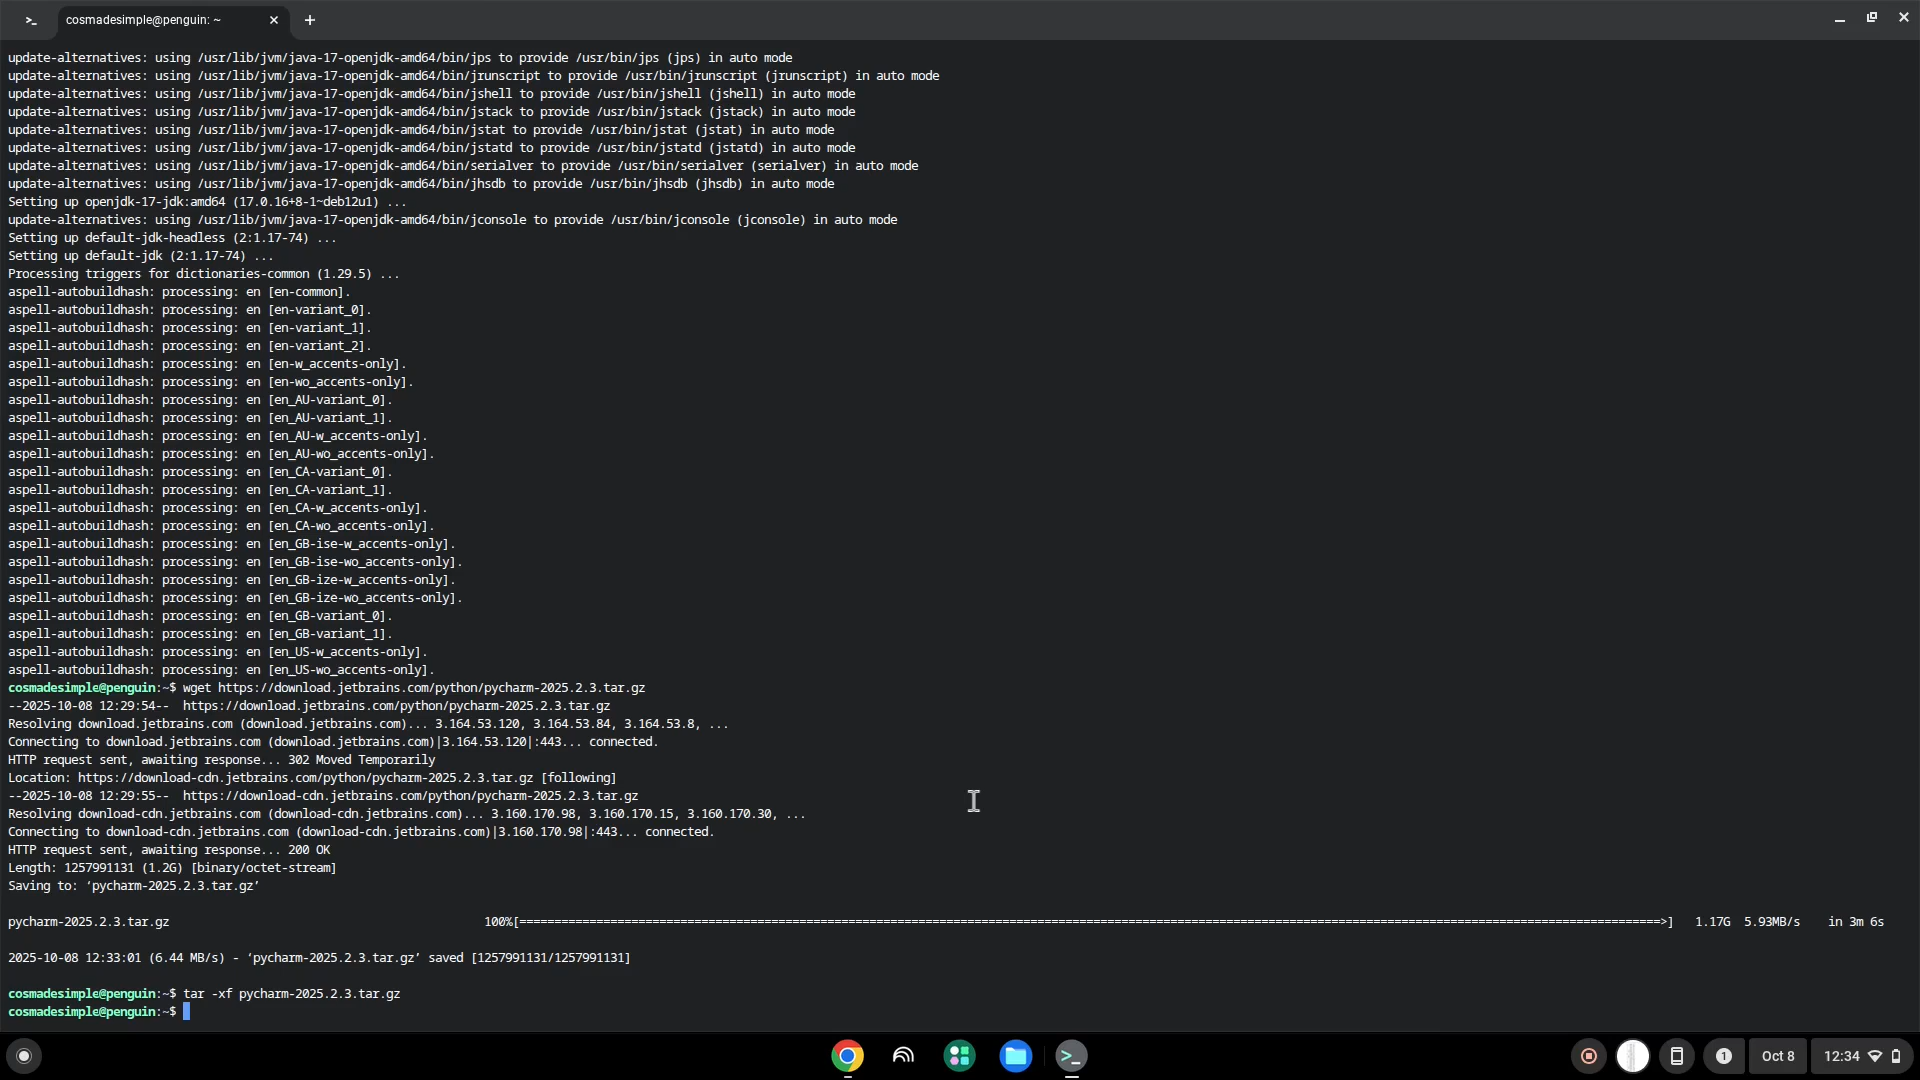 cosmadesimple@penguin: ~
update-alternatives: using /usr/lib/jvm/java-17-openjdk-amd64/bin/jps to provide /usr/bin/jps (jps) in auto mode
update-alternatives: using /usr/lib/jvm/java-17-openjdk-amd64/bin/jrunscript to provide /usr/bin/jrunscript (jrunscript) in auto mode
update-alternatives: using /usr/lib/jvm/java-17-openjdk-amd64/bin/jshell to provide /usr/bin/jshell (jshell) in auto mode
update-alternatives: using /usr/lib/jvm/java-17-openjdk-amd64/bin/jstack to provide /usr/bin/jstack (jstack) in auto mode
update-alternatives: using /usr/lib/jvm/java-17-openjdk-amd64/bin/jstat to provide /usr/bin/jstat (jstat) in auto mode
update-alternatives: using /usr/lib/jvm/java-17-openjdk-amd64/bin/jstatd to provide /usr/bin/jstatd (jstatd) in auto mode
update-alternatives: using /usr/lib/jvm/java-17-openjdk-amd64/bin/serialver to provide /usr/bin/serialver (serialver) in auto mode
update-alternatives: using /usr/lib/jvm/java-17-openjdk-amd64/bin/jhsdb to provide /usr/bin/jhsdb (jhsdb) in auto mode
Setting up openjdk-17-jdk:amd64 (17.0.16+8-1~deb12u1) ...
update-alternatives: using /usr/lib/jvm/java-17-openjdk-amd64/bin/jconsole to provide /usr/bin/jconsole (jconsole) in auto mode
Setting up default-jdk-headless (2:1.17-74) ...
Setting up default-jdk (2:1.17-74) ...
Processing triggers for dictionaries-common (1.29.5) ...
aspell-autobuildhash: processing: en [en-common].
aspell-autobuildhash: processing: en [en-variant_0].
aspell-autobuildhash: processing: en [en-variant_1].
aspell-autobuildhash: processing: en [en-variant_2].
aspell-autobuildhash: processing: en [en-w_accents-only].
aspell-autobuildhash: processing: en [en-wo_accents-only].
aspell-autobuildhash: processing: en [en_AU-variant_0].
aspell-autobuildhash: processing: en [en_AU-variant_1].
aspell-autobuildhash: processing: en [en_AU-w_accents-only].
aspell-autobuildhash: processing: en [en_AU-wo_accents-only].
aspell-autobuildhash: processing: en [en_CA-variant_0].
aspell-autobuildhash: processing: en [en_CA-variant_1].
aspell-autobuildhash: processing: en [en_CA-w_accents-only].
aspell-autobuildhash: processing: en [en_CA-wo_accents-only].
aspell-autobuildhash: processing: en [en_GB-ise-w_accents-only].
aspell-autobuildhash: processing: en [en_GB-ise-wo_accents-only].
aspell-autobuildhash: processing: en [en_GB-ize-w_accents-only].
aspell-autobuildhash: processing: en [en_GB-ize-wo_accents-only].
aspell-autobuildhash: processing: en [en_GB-variant_0].
aspell-autobuildhash: processing: en [en_GB-variant_1].
aspell-autobuildhash: processing: en [en_US-w_accents-only].
aspell-autobuildhash: processing: en [en_US-wo_accents-only].
cosmadesimple@penguin:~$ wget https://download.jetbrains.com/python/pycharm-2025.2.3.tar.gz
--2025-10-08 12:29:54--  https://download.jetbrains.com/python/pycharm-2025.2.3.tar.gz
Resolving download.jetbrains.com (download.jetbrains.com)... 3.164.53.120, 3.164.53.84, 3.164.53.8, ...
Connecting to download.jetbrains.com (download.jetbrains.com)|3.164.53.120|:443... connected.
HTTP request sent, awaiting response... 302 Moved Temporarily
Location: https://download-cdn.jetbrains.com/python/pycharm-2025.2.3.tar.gz [following]
--2025-10-08 12:29:55--  https://download-cdn.jetbrains.com/python/pycharm-2025.2.3.tar.gz
Resolving download-cdn.jetbrains.com (download-cdn.jetbrains.com)... 3.160.170.98, 3.160.170.15, 3.160.170.30, ...
Connecting to download-cdn.jetbrains.com (download-cdn.jetbrains.com)|3.160.170.98|:443... connected.
HTTP request sent, awaiting response... 200 OK
Length: 1257991131 (1.2G) [binary/octet-stream]
Saving to: ‘pycharm-2025.2.3.tar.gz’
pycharm-2025.2.3.tar.gz 100%[==================================================>] 1.17G 5.93MB/s in 3m 6s
2025-10-08 12:33:01 (6.44 MB/s) - ‘pycharm-2025.2.3.tar.gz’ saved [1257991131/1257991131]
cosmadesimple@penguin:~$ tar -xf pycharm-2025.2.3.tar.gz
cosmadesimple@penguin:~$
1
Oct 8
12:34